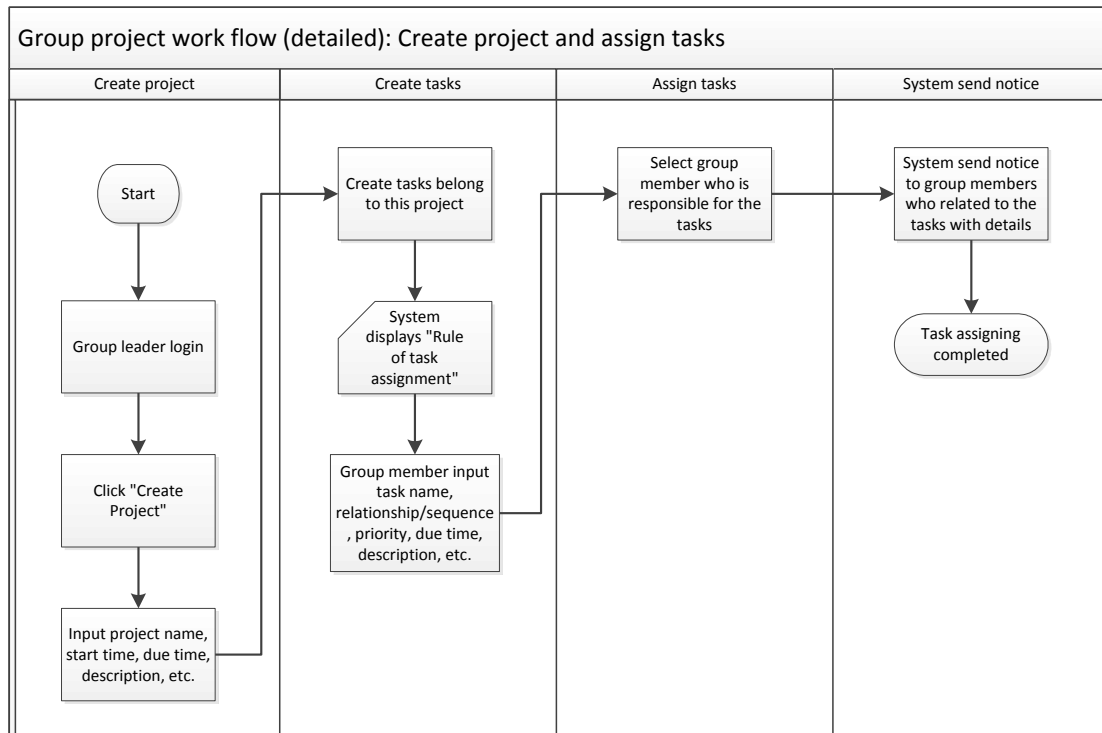 Group project work flow (detailed): Create project and assign tasks
Create project
Create tasks
Assign tasks
System send notice
Start
Group leader login
Click "Create
Project"
Input project name,
start time, due time,
description, etc.
Create tasks belong
to this project
System
displays "Rule
of task
assignment"
Group member input
task name,
relationship/sequence
, priority, due time,
description, etc.
Select group
member who is
responsible for the
tasks
System send notice
to group members
who related to the
tasks with details
Task assigning
completed